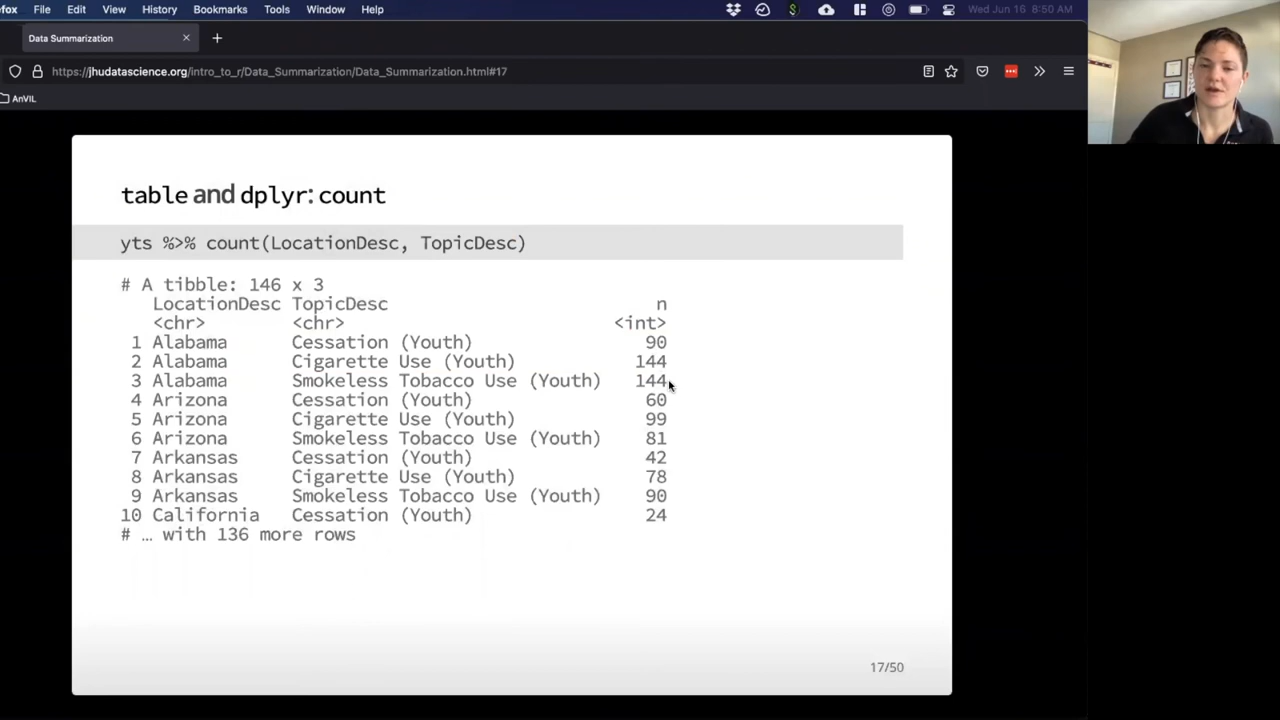 fox File Edit View History Bookmarks Tools Window Help Wed Jun 16 8:50 AM
Data Summarization
https://jhudatascience.org/intro_to_r/Data_Summarization/Data_Summarization.html#17
AnVIL
table and dplyr: count
yts %>% count(LocationDesc, TopicDesc)
# A tibble: 146 x 3
LocationDesc TopicDesc n
<chr> <chr> <int>
1 Alabama Cessation (Youth) 90
2 Alabama Cigarette Use (Youth) 144
3 Alabama Smokeless Tobacco Use (Youth) 144
4 Arizona Cessation (Youth) 60
5 Arizona Cigarette Use (Youth) 99
6 Arizona Smokeless Tobacco Use (Youth) 81
7 Arkansas Cessation (Youth) 42
8 Arkansas Cigarette Use (Youth) 78
9 Arkansas Smokeless Tobacco Use (Youth) 90
10 California Cessation (Youth) 24
# … with 136 more rows
17/50